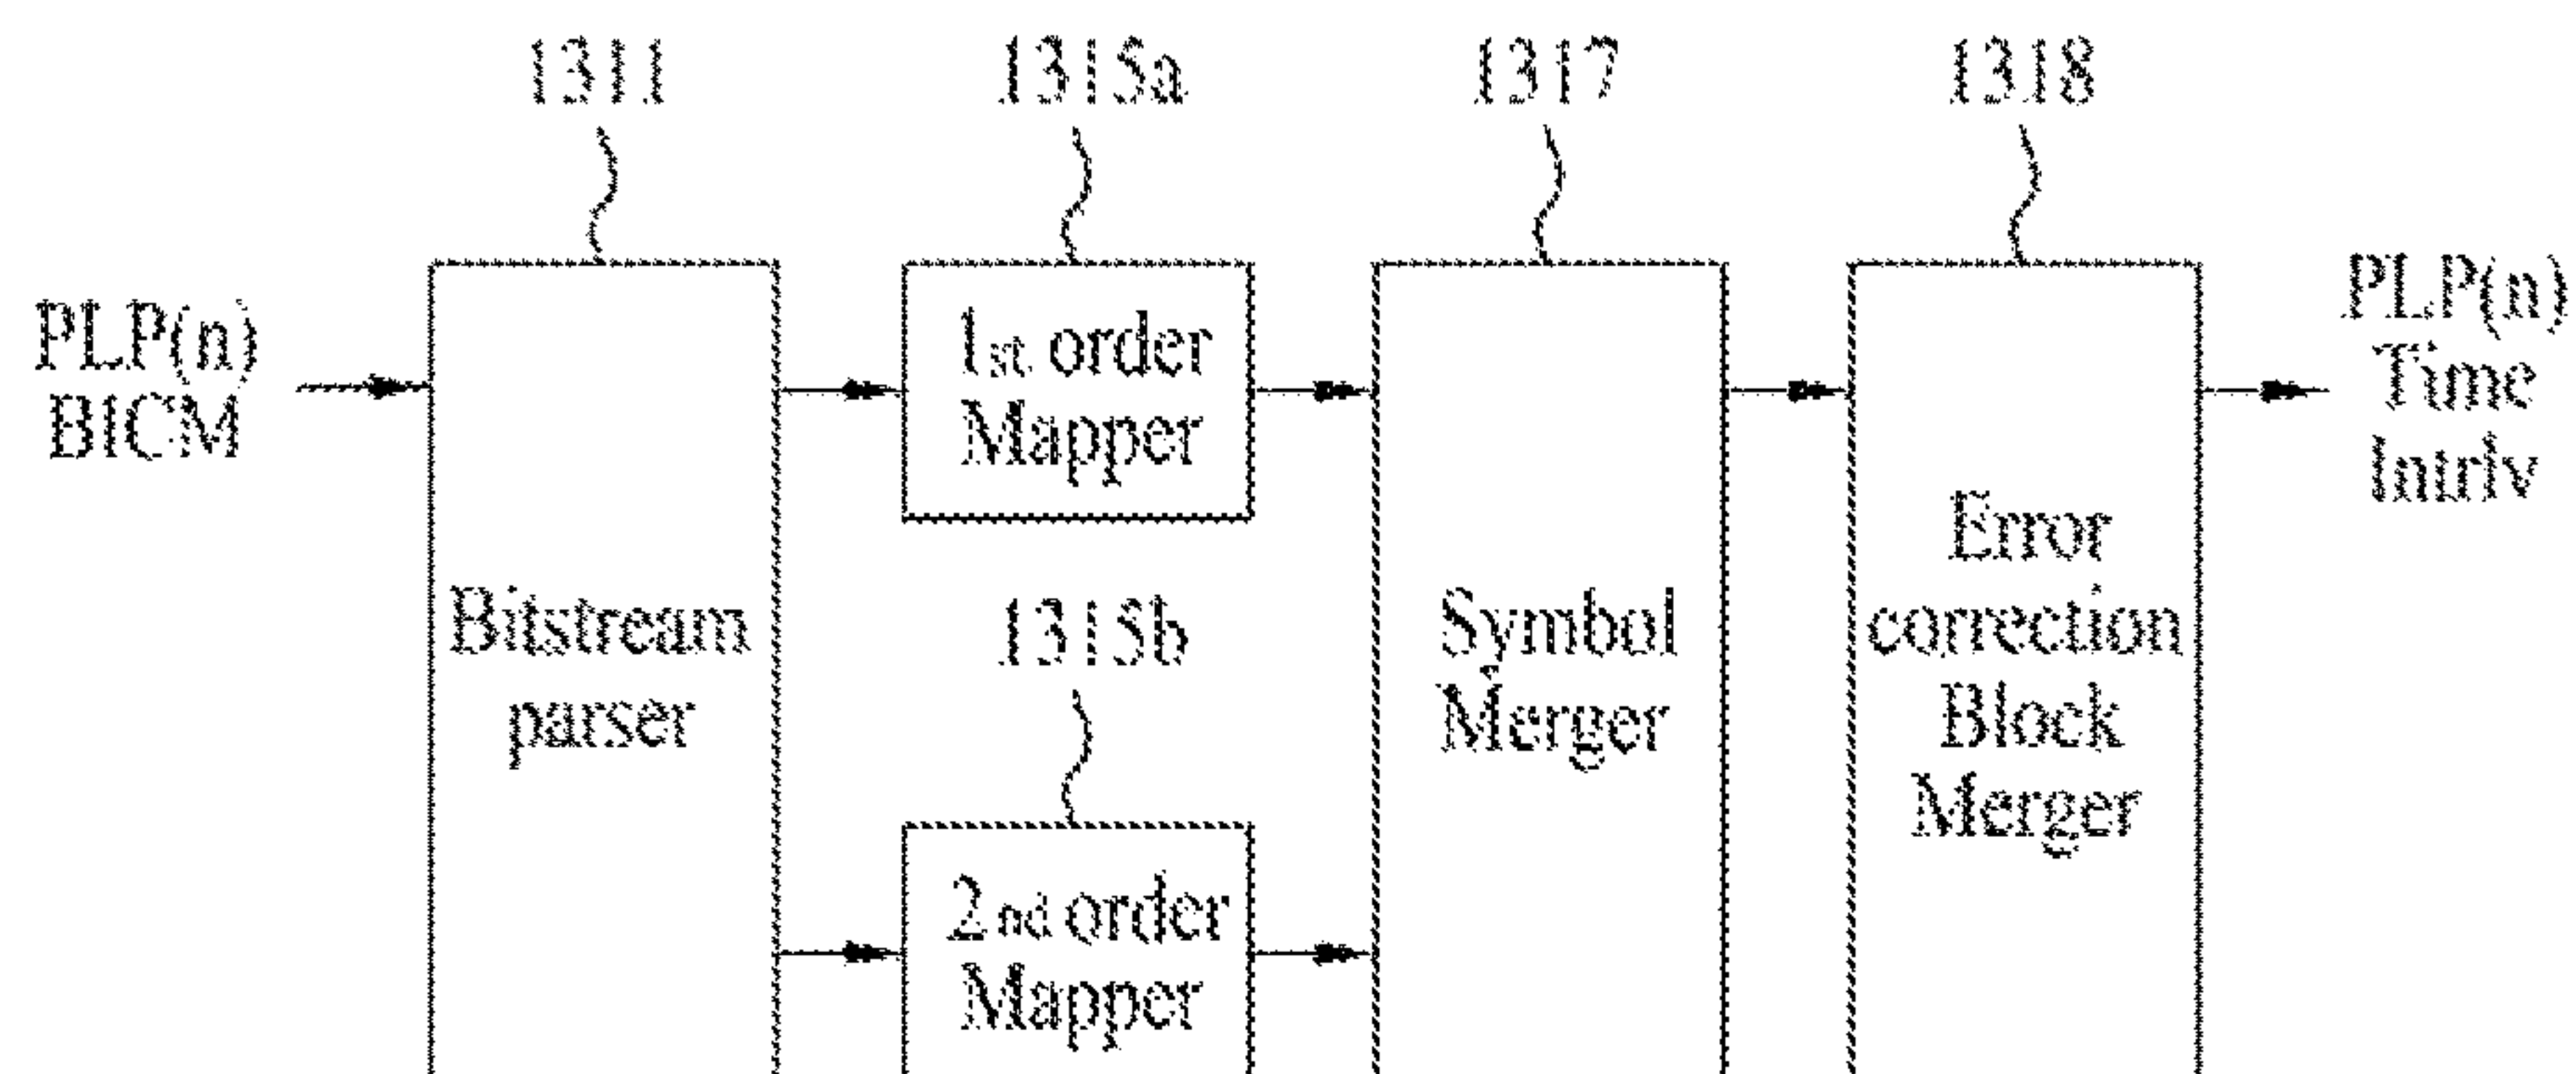 1311
1315a
1317
1318
PLP(n)
BICM
Bitstream
parser
1st order
Mapper
1315b
2nd order
Mapper
Symbol
Merger
Error
correction
Block
Merger
PLP(n)
Time
Intrlv